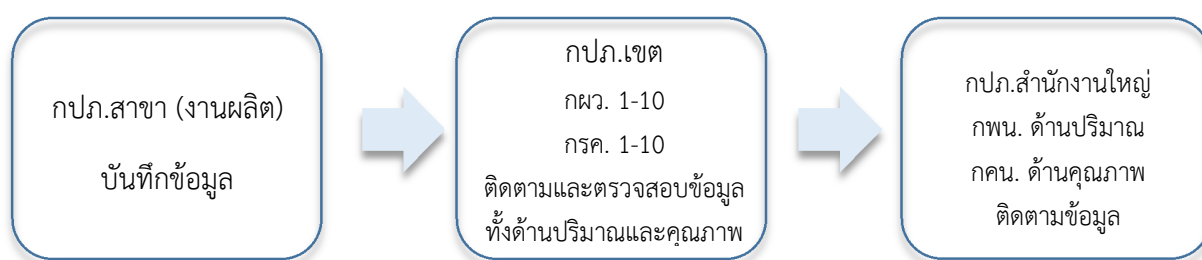 กปภ.สาขา (งานผลิต)
บันทึกข้อมูล
กปภ.เขต
กผว. 1-10
กรค. 1-10
ติดตามและตรวจสอบข้อมูล
ทั้งด้านปริมาณและคุณภาพ
กปภ.สำนักงานใหญ่
กพน. ด้านปริมาณ
กคน. ด้านคุณภาพ
ติดตามข้อมูล